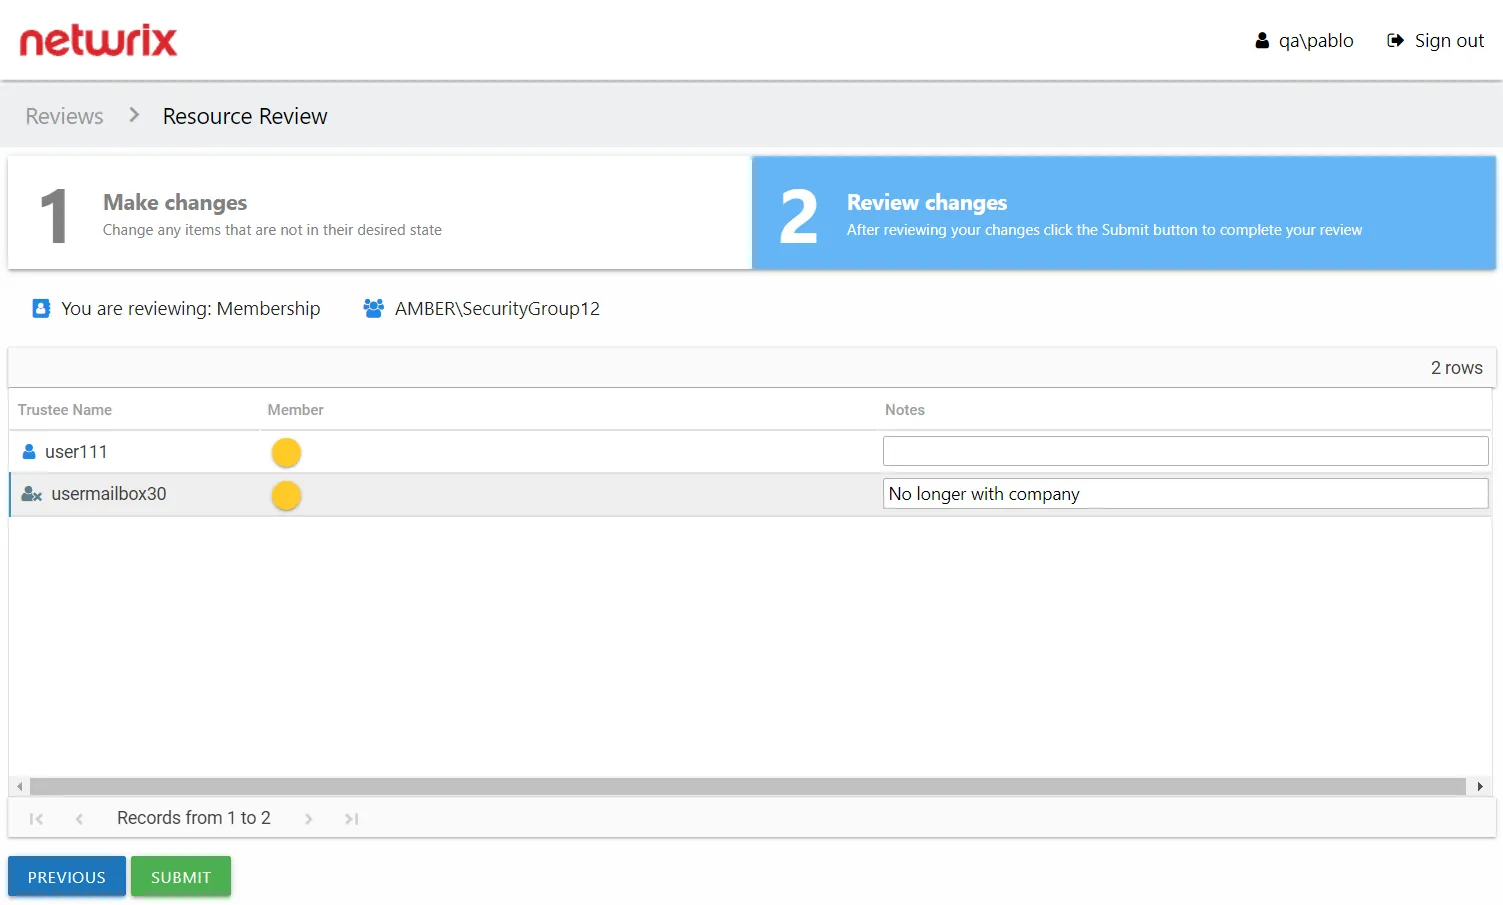 netwrix
qa\pablo
Sign out
Reviews
Resource Review
1
Make changes
Change any items that are not in their desired state
2
Review changes
After reviewing your changes click the Submit button to complete your review
You are reviewing: Membership
AMBER\SecurityGroup12
2 rows
Trustee Name
Member
Notes
user111
usermailbox30
No longer with company
Records from 1 to 2
PREVIOUS
SUBMIT